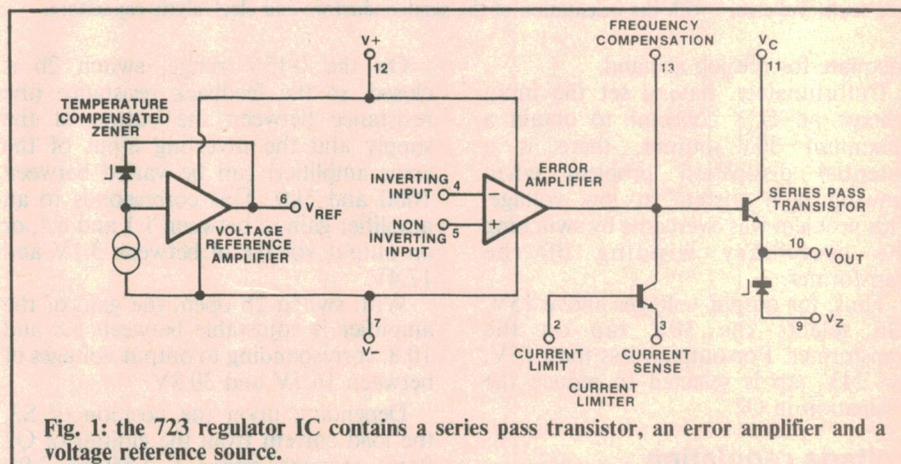 FREQUENCY
COMPENSATION
VC
V+
12
13
11
TEMPERATURE
COMPENSATED
ZENER
INVERTING
INPUT
4
−
ERROR
AMPLIFIER
6
VREF
NON
INVERTING
INPUT
5
+
SERIES PASS
TRANSISTOR
VOLTAGE
REFERENCE
AMPLIFIER
10
VOUT
9
VZ
7
V−
2
3
CURRENT
LIMIT
CURRENT
SENSE
CURRENT
LIMITER
Fig. 1: the 723 regulator IC contains a series pass transistor, an error amplifier and a
voltage reference source.